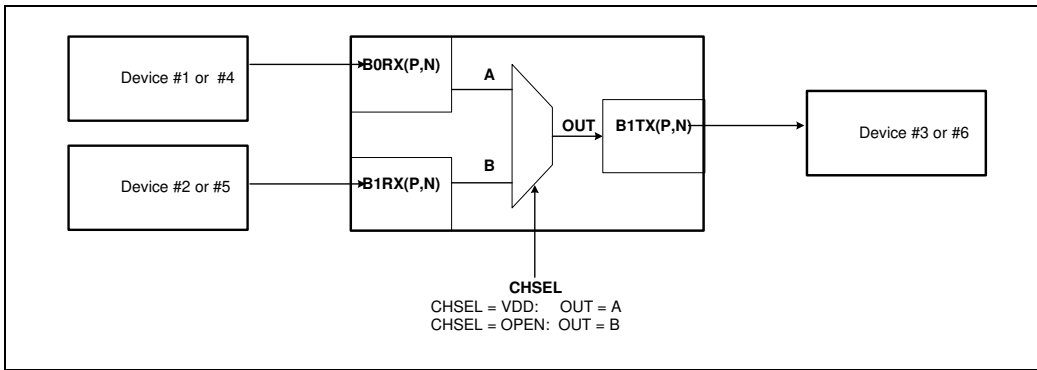 Device #1 or #4
B0RX(P,N)
A
OUT
B1TX(P,N)
Device #3 or #6
Device #2 or #5
B1RX(P,N)
B
CHSEL
CHSEL = VDD: OUT = A
CHSEL = OPEN: OUT = B